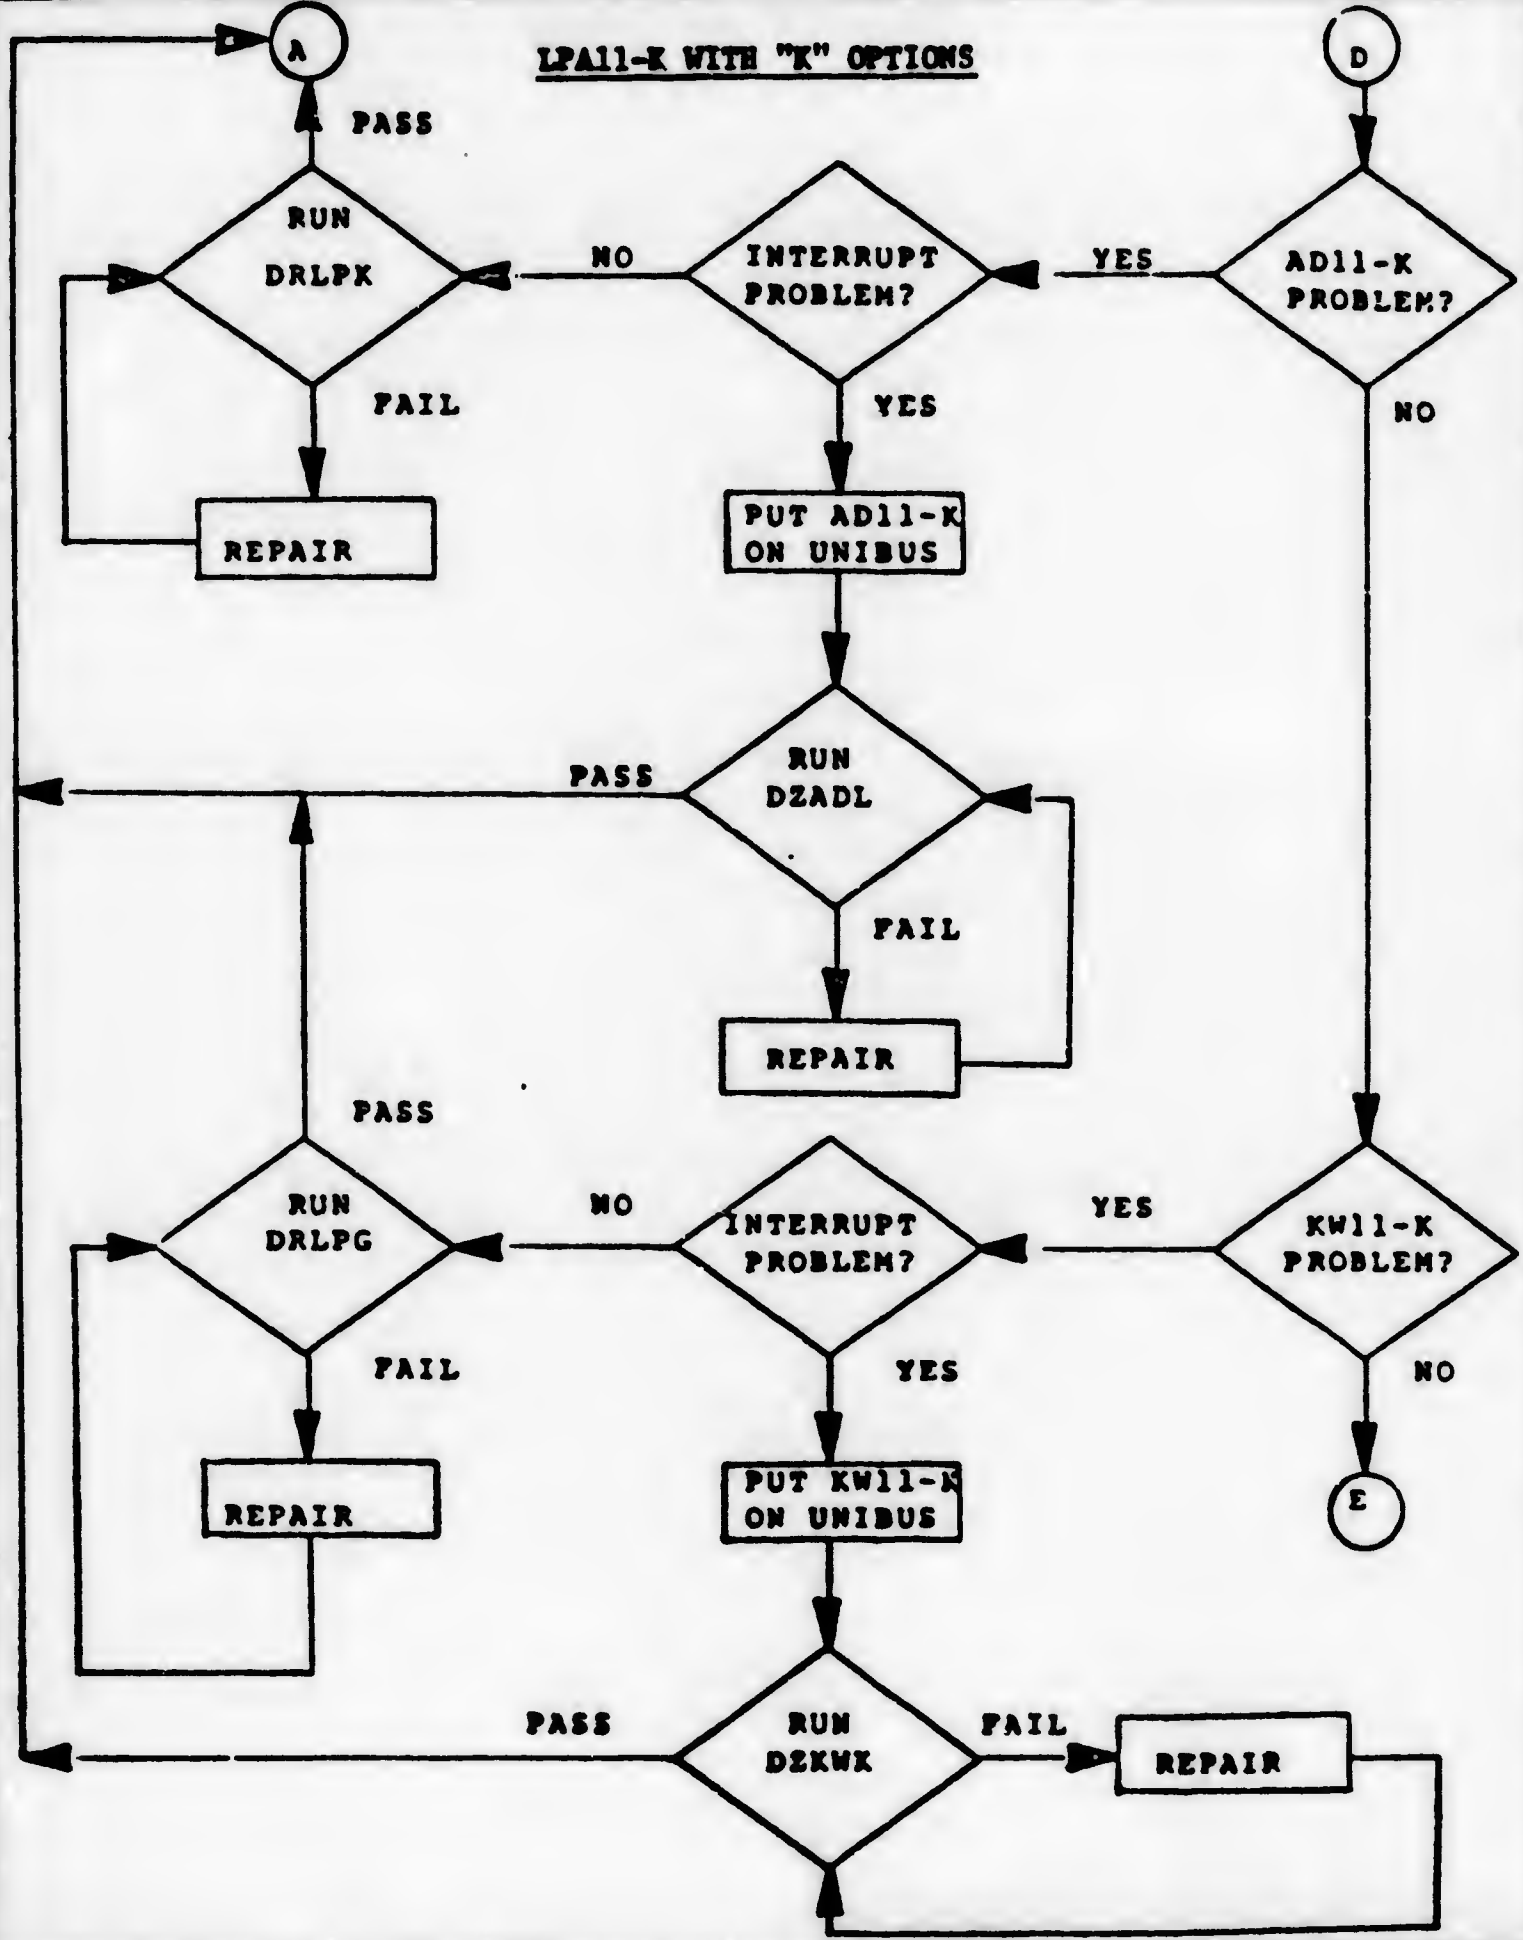 A
LPA11-K WITH "K" OPTIONS
D
PASS
RUN
DRLPK
NO
INTERRUPT
PROBLEM?
YES
AD11-K
PROBLEM?
FAIL
YES
NO
REPAIR
PUT AD11-K
ON UNIBUS
PASS
RUN
DZADL
FAIL
REPAIR
PASS
RUN
DRLPG
NO
INTERRUPT
PROBLEM?
YES
KW11-K
PROBLEM?
FAIL
YES
NO
REPAIR
PUT KW11-K
ON UNIBUS
E
PASS
RUN
DZKWK
FAIL
REPAIR